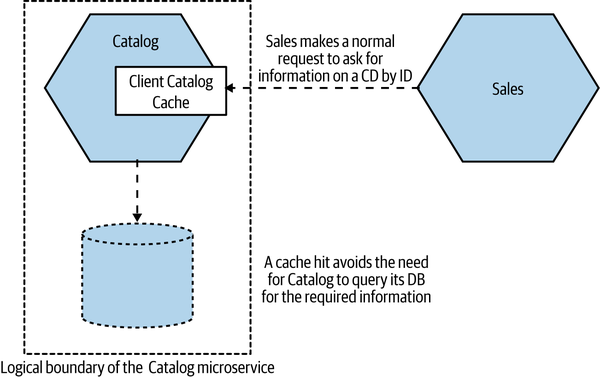 Catalog
Client Catalog
Cache
Sales makes a normal
request to ask for
information on a CD by ID
Sales
A cache hit avoids the need
for Catalog to query its DB
for the required information
Logical boundary of the Catalog microservice